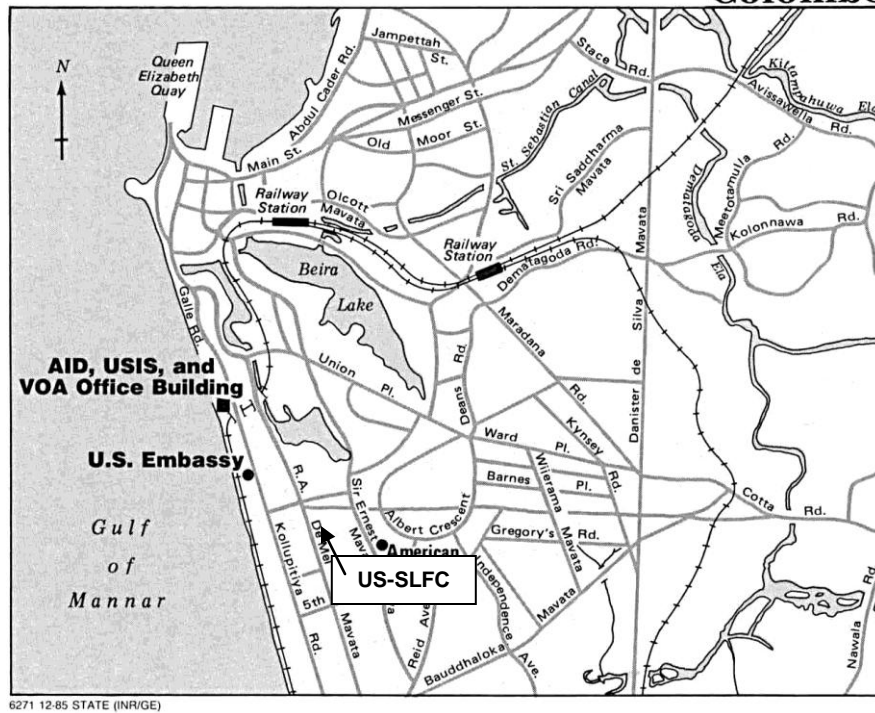 Colombo
N
Queen
Elizabeth
Quay
Jampettah
St.
Abdul Cader Rd.
Messenger St.
Old Moor St.
Main St.
St. Sebastian Canal
Stace Rd.
Kittampahuwa Ela
Avissawella Rd.
Sri Saddharma
Mavata
Dematagoda
Ela
Meetotamulla
Rd.
Kolonnawa Rd.
Railway
Station
Olcott
Mavata
Railway
Station
Dematagoda Rd.
Beira
Lake
Galle Rd.
Maradana
Rd.
Danister de Silva Mavata
AID, USIS, and
VOA Office Building
Union Pl.
Deans Rd.
Ward Pl.
Kynsey
Rd.
U.S. Embassy
R.A.
De Mel
Mavata
Barnes Pl.
Wijerama
Mavata
Cotta Rd.
Sir Ernest
Albert Crescent
Gregory's Rd.
American
US-SLFC
Gulf
of
Mannar
Kollupitiya
Rd.
5th
Independence
Ave.
Reid Ave.
Bauddhaloka Mavata
Nawala Rd.
6271 12-85 STATE (INR/GE)